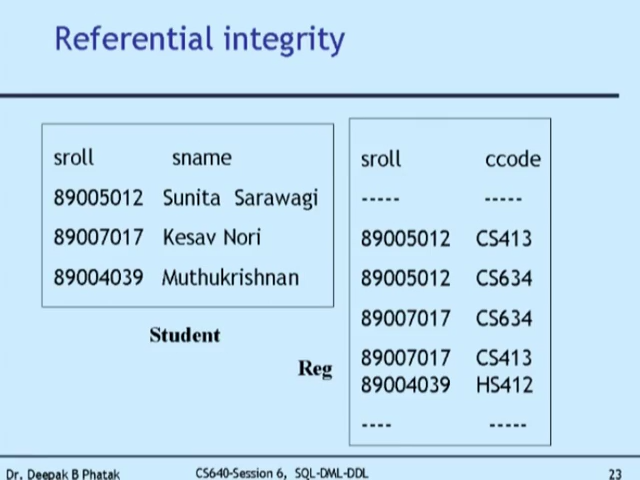 Referential integrity
sroll sname
89005012 Sunita Sarawagi
89007017 Kesav Nori
89004039 Muthukrishnan
Student
Reg
sroll ccode
----- -----
89005012 CS413
89005012 CS634
89007017 CS634
89007017 CS413
89004039 HS412
---- -----
Dr. Deepak B Phatak CS640-Session 6, SQL-DML-DDL 23